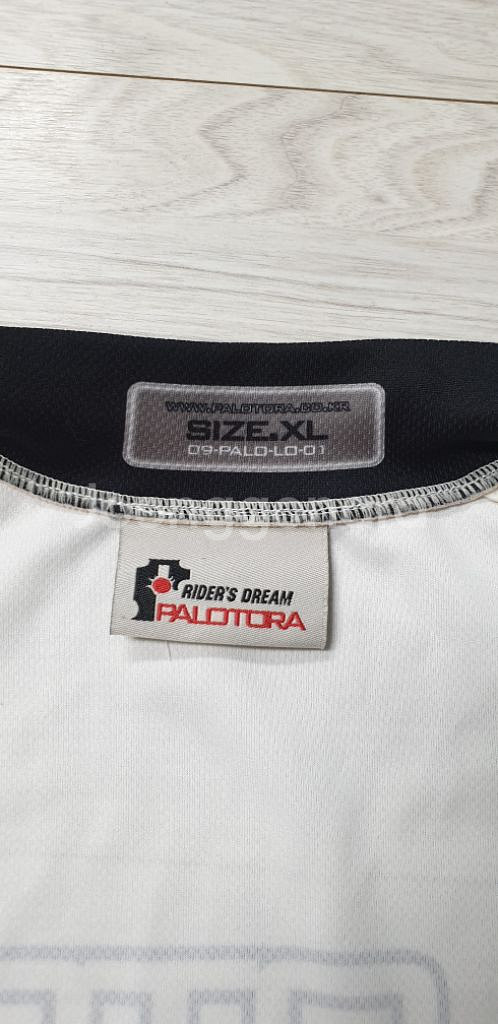 WWW.PALOTORA.CO.KR
SIZE.XL
09-PALO-LO-01
RIDER'S DREAM
PALOTORA